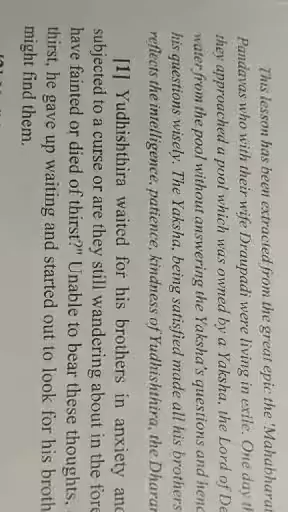 This lesson has been extracted from the great epic the 'Mahabharat
Pandavas who with their wife Draupadi were living in exile. One day th
they approached a pool which was owned by a Yaksha, the Lord of De
water from the pool without answering the Yaksha's questions and henc
his questions wisely. The Yaksha, being satisfied made all his brothers
reflects the intelligence, patience, kindness of Yudhishthira, the Dharar
[1] Yudhishthira waited for his brothers in anxiety and
subjected to a curse or are they still wandering about in the fore
have fainted or died of thirst?" Unable to bear these thoughts,
thirst, he gave up waiting and started out to look for his broth
might find them.